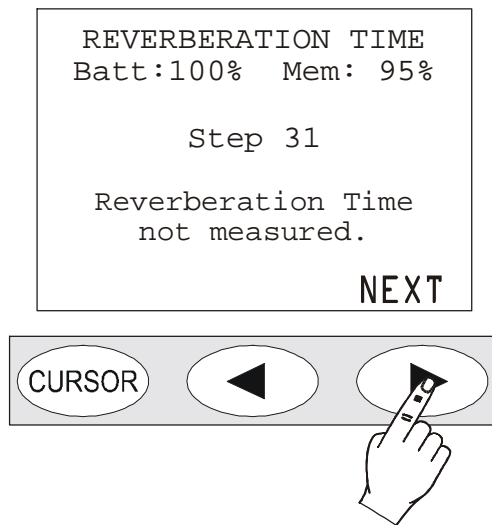 REVERBERATION TIME
Batt:100% Mem: 95%
Step 31
Reverberation Time
not measured.
NEXT
CURSOR